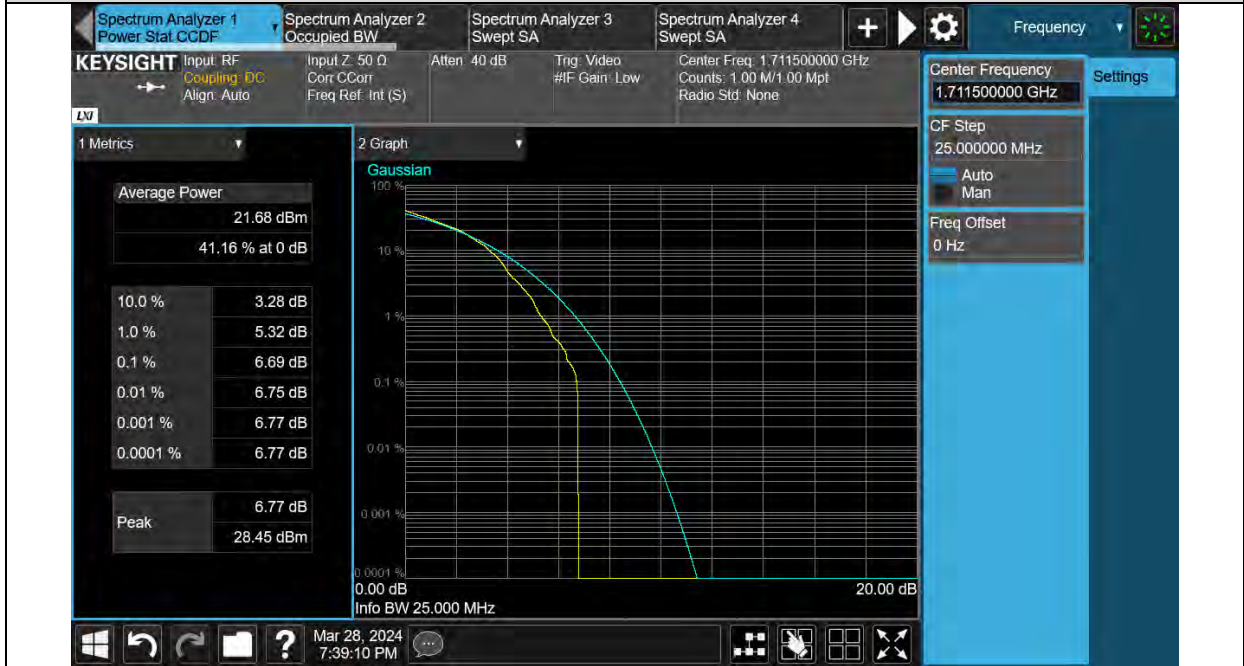 Spectrum Analyzer 1
Power Stat CCDF
Spectrum Analyzer 2
Occupied BW
Spectrum Analyzer 3
Swept SA
Spectrum Analyzer 4
Swept SA
+
Frequency
KEYSIGHT
Input: RF
Coupling: DC
Align: Auto
Input Z: 50 Ω
Corr CCorr
Freq Ref: Int (S)
Atten: 40 dB
Trig: Video
#IF Gain: Low
Center Freq: 1.711500000 GHz
Counts: 1.00 M/1.00 Mpt
Radio Std: None
LXI
Center Frequency
1.711500000 GHz
Settings
CF Step
25.000000 MHz
Auto
Man
Freq Offset
0 Hz
1 Metrics
Average Power
21.68 dBm
41.16 % at 0 dB
10.0 % 3.28 dB
1.0 % 5.32 dB
0.1 % 6.69 dB
0.01 % 6.75 dB
0.001 % 6.77 dB
0.0001 % 6.77 dB
Peak
6.77 dB
28.45 dBm
2 Graph
Gaussian
100 %
10 %
1 %
0.1 %
0.01 %
0.001 %
0.0001 %
0.00 dB
20.00 dB
Info BW 25.000 MHz
?
Mar 28, 2024
7:39:10 PM